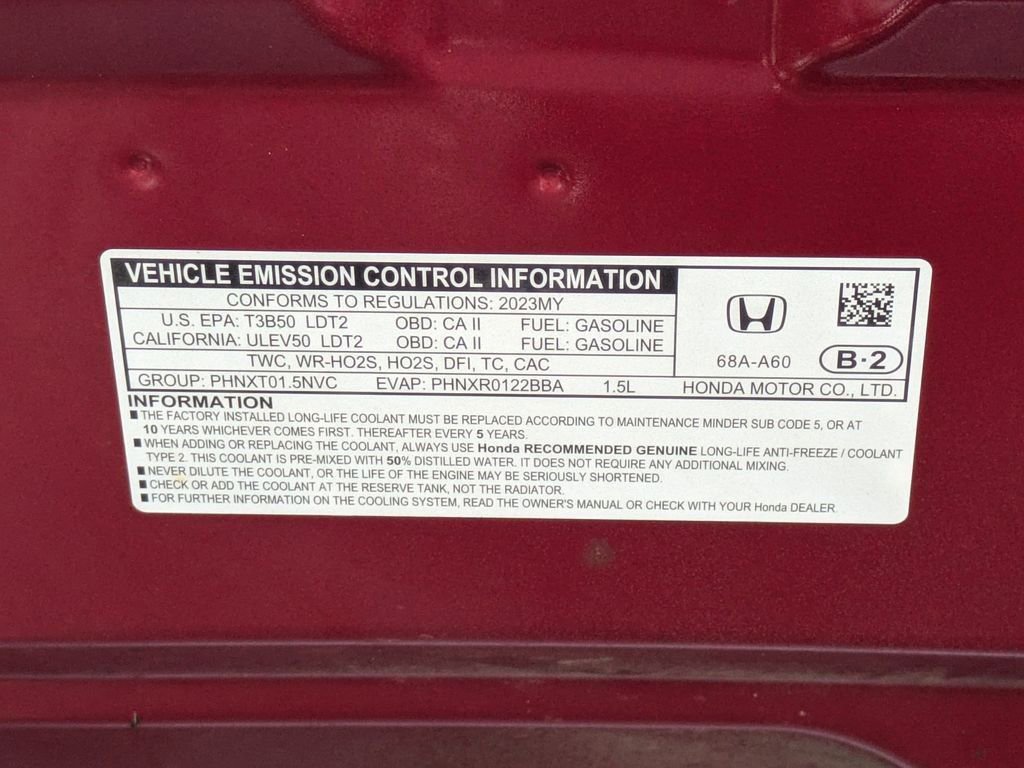 VEHICLE EMISSION CONTROL INFORMATION
CONFORMS TO REGULATIONS: 2023MY
U.S. EPA: T3B50 LDT2 OBD: CA II FUEL: GASOLINE
CALIFORNIA: ULEV50 LDT2 OBD: CA II FUEL: GASOLINE
TWC, WR-HO2S, HO2S, DFI, TC, CAC
68A-A60 B·2
GROUP: PHNXT01.5NVC EVAP: PHNXR0122BBA 1.5L HONDA MOTOR CO., LTD.
INFORMATION
■ THE FACTORY INSTALLED LONG-LIFE COOLANT MUST BE REPLACED ACCORDING TO MAINTENANCE MINDER SUB CODE 5, OR AT
10 YEARS WHICHEVER COMES FIRST. THEREAFTER EVERY 5 YEARS.
■ WHEN ADDING OR REPLACING THE COOLANT, ALWAYS USE Honda RECOMMENDED GENUINE LONG-LIFE ANTI-FREEZE / COOLANT
TYPE 2. THIS COOLANT IS PRE-MIXED WITH 50% DISTILLED WATER. IT DOES NOT REQUIRE ANY ADDITIONAL MIXING.
■ NEVER DILUTE THE COOLANT, OR THE LIFE OF THE ENGINE MAY BE SERIOUSLY SHORTENED.
■ CHECK OR ADD THE COOLANT AT THE RESERVE TANK, NOT THE RADIATOR.
■ FOR FURTHER INFORMATION ON THE COOLING SYSTEM, READ THE OWNER'S MANUAL OR CHECK WITH YOUR Honda DEALER.